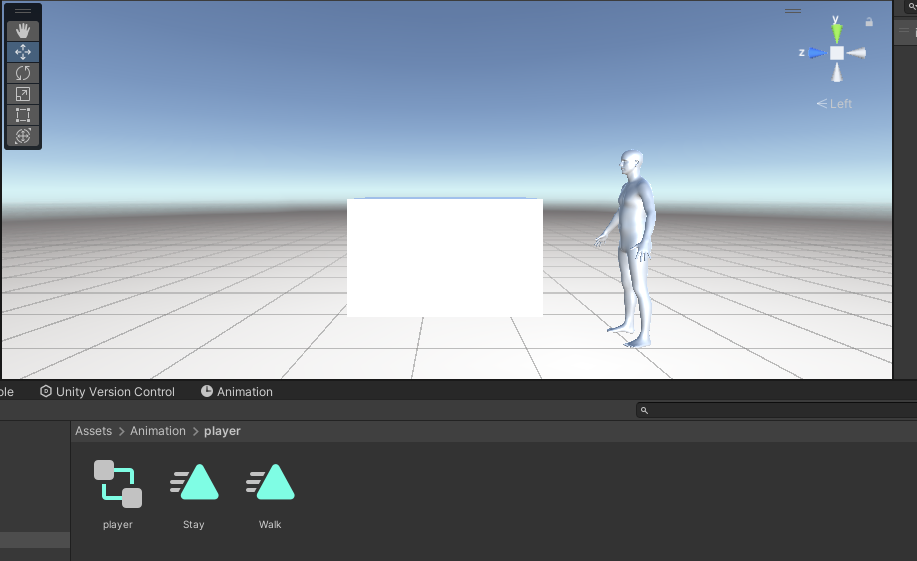 y
z
Left
ole
Unity Version Control
Animation
Assets > Animation > player
player
Stay
Walk